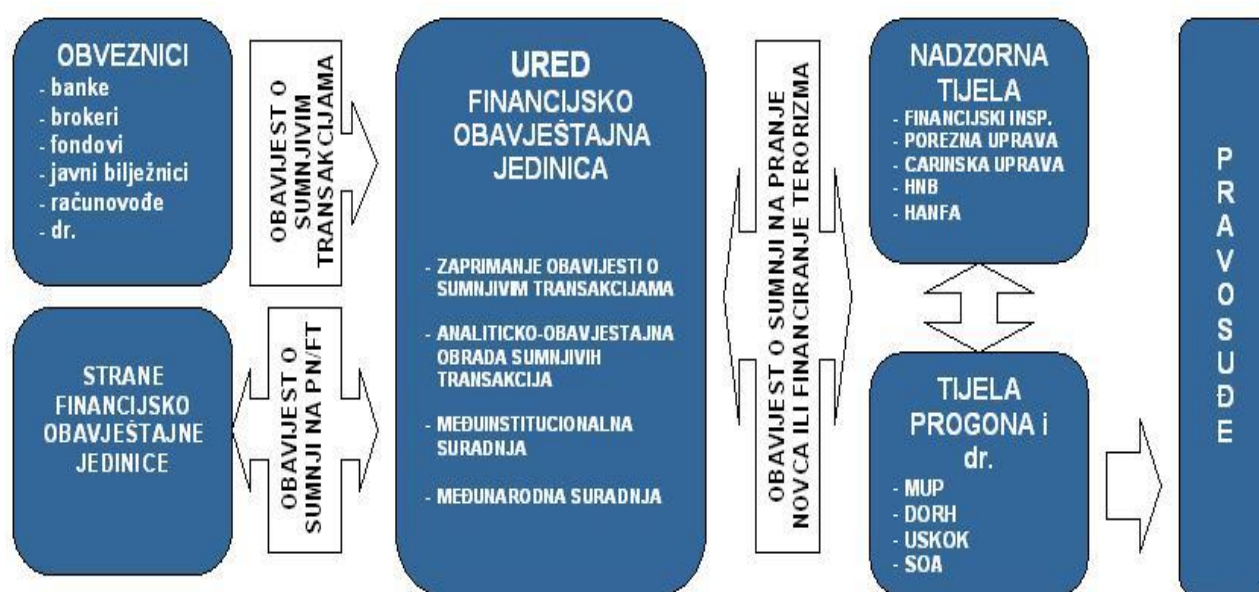 OBVEZNICI
- banke
- brokeri
- fondovi
- javni bilježnici
- računovođe
- dr.
OBAVIJEST O
SUMNJIVIM
TRANSAKCIJAMA
STRANE
FINANCIJSKO
OBAVJEŠTAJNE
JEDINICE
OBAVIJEST O
SUMNJI NA PN/FT
URED
FINANCIJSKO
OBAVJEŠTAJNA
JEDINICA
- ZAPRIMANJE OBAVIJESTI O
SUMNJIVIM TRANSAKCIJAMA
- ANALITICKO-OBAVJESTAJNA
OBRADA SUMNJIVIH
TRANSAKCIJA
- MEĐUINSTITUCIONALNA
SURADNJA
- MEĐUNARODNA SURADNJA
OBAVIJEST O SUMNJI NA PRANJE
NOVCA ILI FINANCIRANJE TERORIZMA
NADZORNA
TIJELA
- FINANCIJSKI INSP.
- POREZNA UPRAVA
- CARINSKA UPRAVA
- HNB
- HANFA
TIJELA
PROGONA i
dr.
- MUP
- DORH
- USKOK
- SOA
PRAVOSUĐE